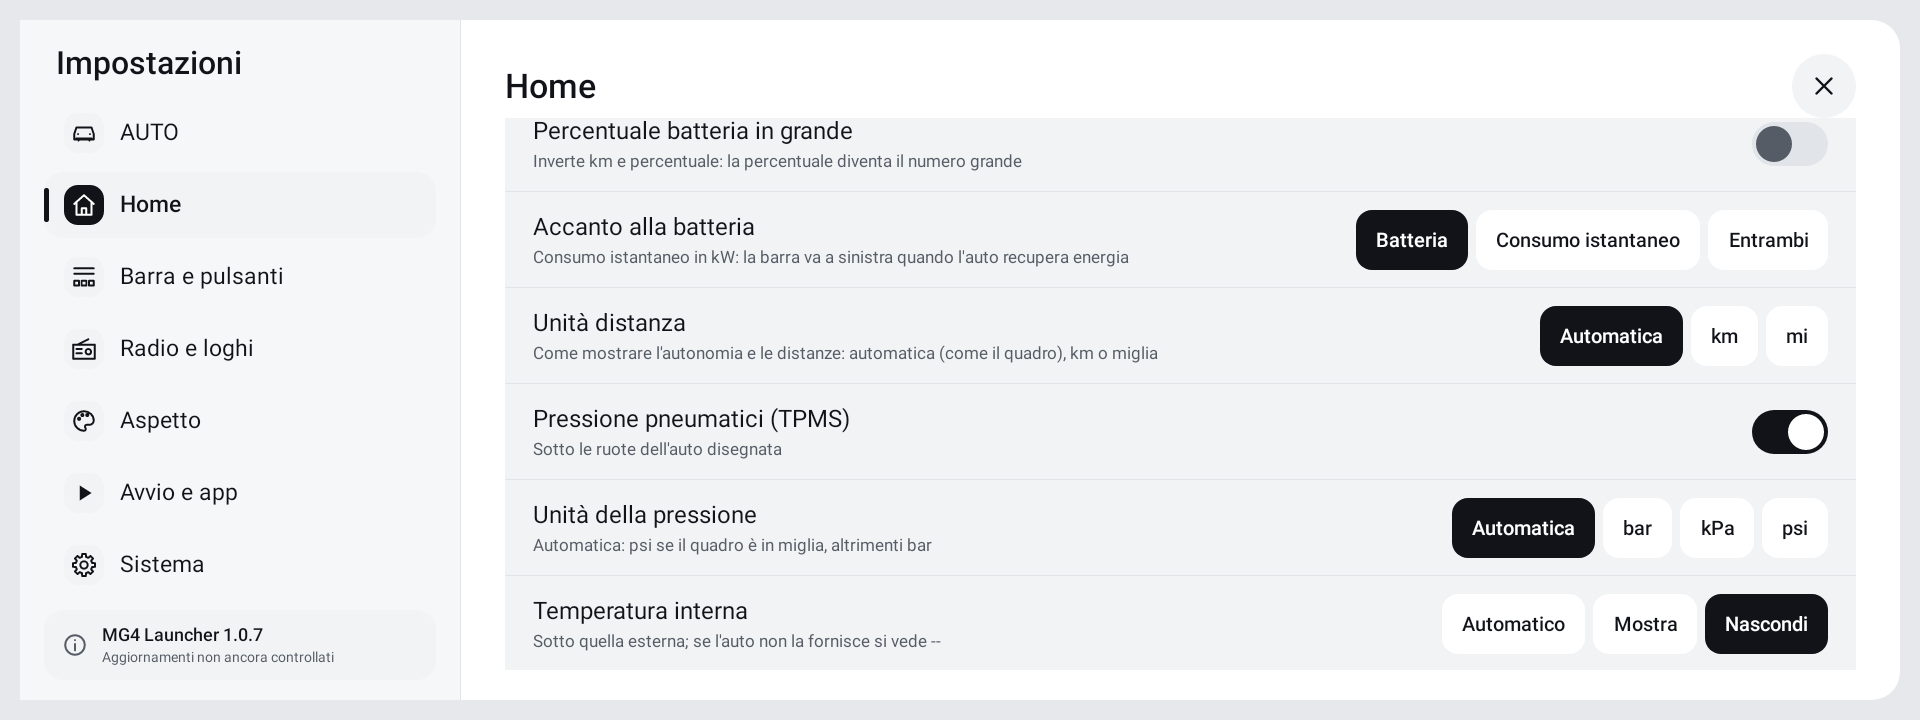 Impostazioni
AUTO
Home
Barra e pulsanti
Radio e loghi
Aspetto
Avvio e app
Sistema
MG4 Launcher 1.0.7
Aggiornamenti non ancora controllati
Home
Percentuale batteria in grande
Inverte km e percentuale: la percentuale diventa il numero grande
Accanto alla batteria
Consumo istantaneo in kW: la barra va a sinistra quando l'auto recupera energia
Batteria
Consumo istantaneo
Entrambi
Unità distanza
Come mostrare l'autonomia e le distanze: automatica (come il quadro), km o miglia
Automatica
km
mi
Pressione pneumatici (TPMS)
Sotto le ruote dell'auto disegnata
Unità della pressione
Automatica: psi se il quadro è in miglia, altrimenti bar
Automatica
bar
kPa
psi
Temperatura interna
Sotto quella esterna; se l'auto non la fornisce si vede --
Automatico
Mostra
Nascondi